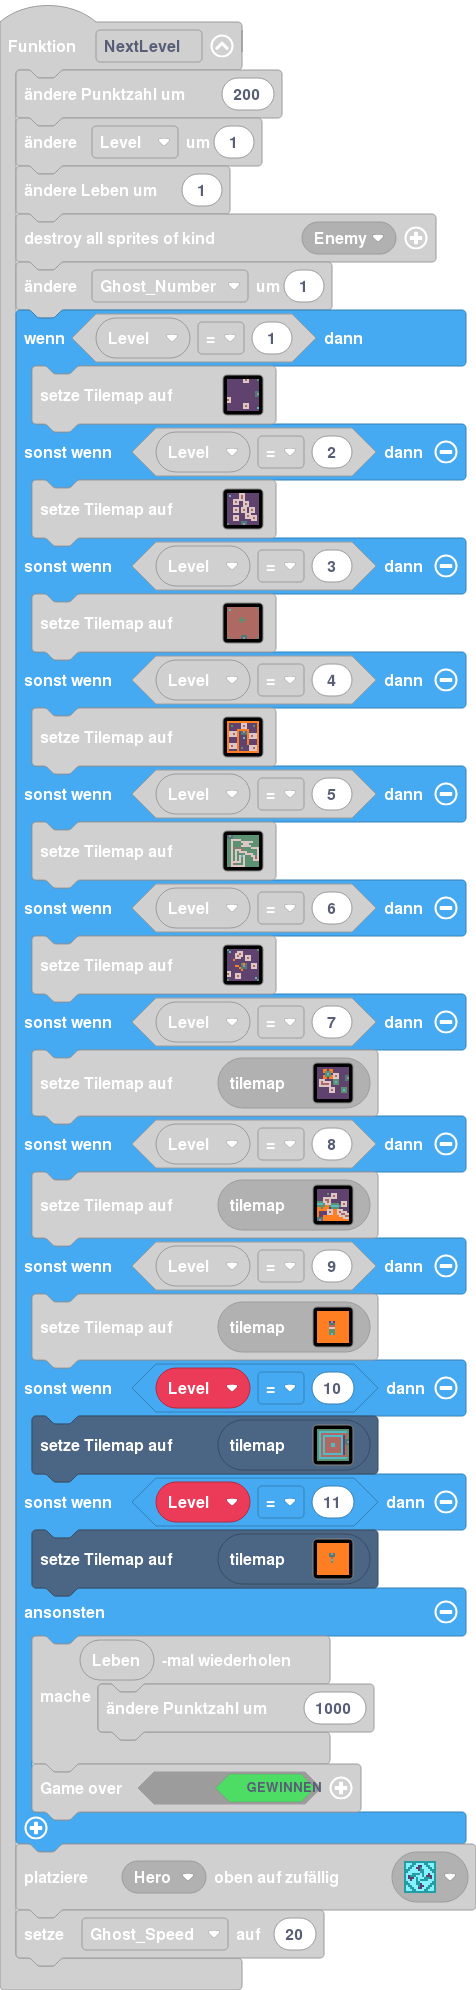 Funktion NextLevel
ändere Punktzahl um 200
ändere Level um 1
ändere Leben um 1
destroy all sprites of kind Enemy
ändere Ghost_Number um 1
wenn Level = 1 dann
setze Tilemap auf
sonst wenn Level = 2 dann
setze Tilemap auf
sonst wenn Level = 3 dann
setze Tilemap auf
sonst wenn Level = 4 dann
setze Tilemap auf
sonst wenn Level = 5 dann
setze Tilemap auf
sonst wenn Level = 6 dann
setze Tilemap auf
sonst wenn Level = 7 dann
setze Tilemap auf tilemap
sonst wenn Level = 8 dann
setze Tilemap auf tilemap
sonst wenn Level = 9 dann
setze Tilemap auf tilemap
sonst wenn Level = 10 dann
setze Tilemap auf tilemap
sonst wenn Level = 11 dann
setze Tilemap auf tilemap
ansonsten
Leben -mal wiederholen
mache ändere Punktzahl um 1000
Game over GEWINNEN
platziere Hero oben auf zufällig
setze Ghost_Speed auf 20